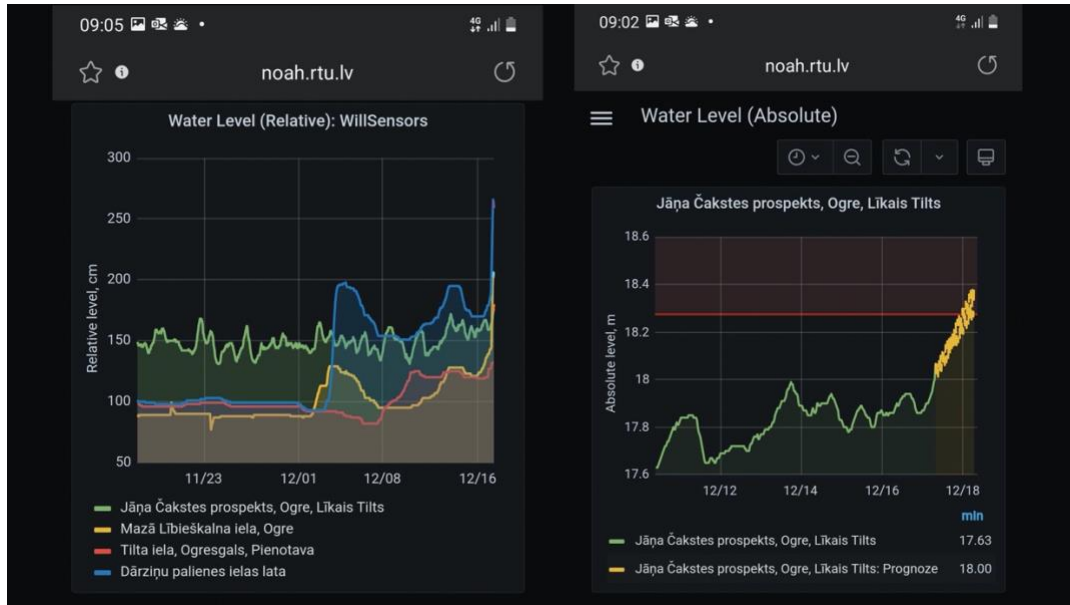 09:05
4G
noah.rtu.lv
Water Level (Relative): WillSensors
300
250
200
150
100
50
Relative level, cm
11/23
12/01
12/08
12/16
Jāņa Čakstes prospekts, Ogre, Līkais Tilts
Mazā Lībieškalna iela, Ogre
Tilta iela, Ogresgals, Pienotava
Dārziņu palienes ielas lata
09:02
4G
noah.rtu.lv
Water Level (Absolute)
Jāņa Čakstes prospekts, Ogre, Līkais Tilts
18.6
18.4
18.2
18
17.8
17.6
Absolute level, m
12/12
12/14
12/16
12/18
min
Jāņa Čakstes prospekts, Ogre, Līkais Tilts 17.63
Jāņa Čakstes prospekts, Ogre, Līkais Tilts: Prognoze 18.00